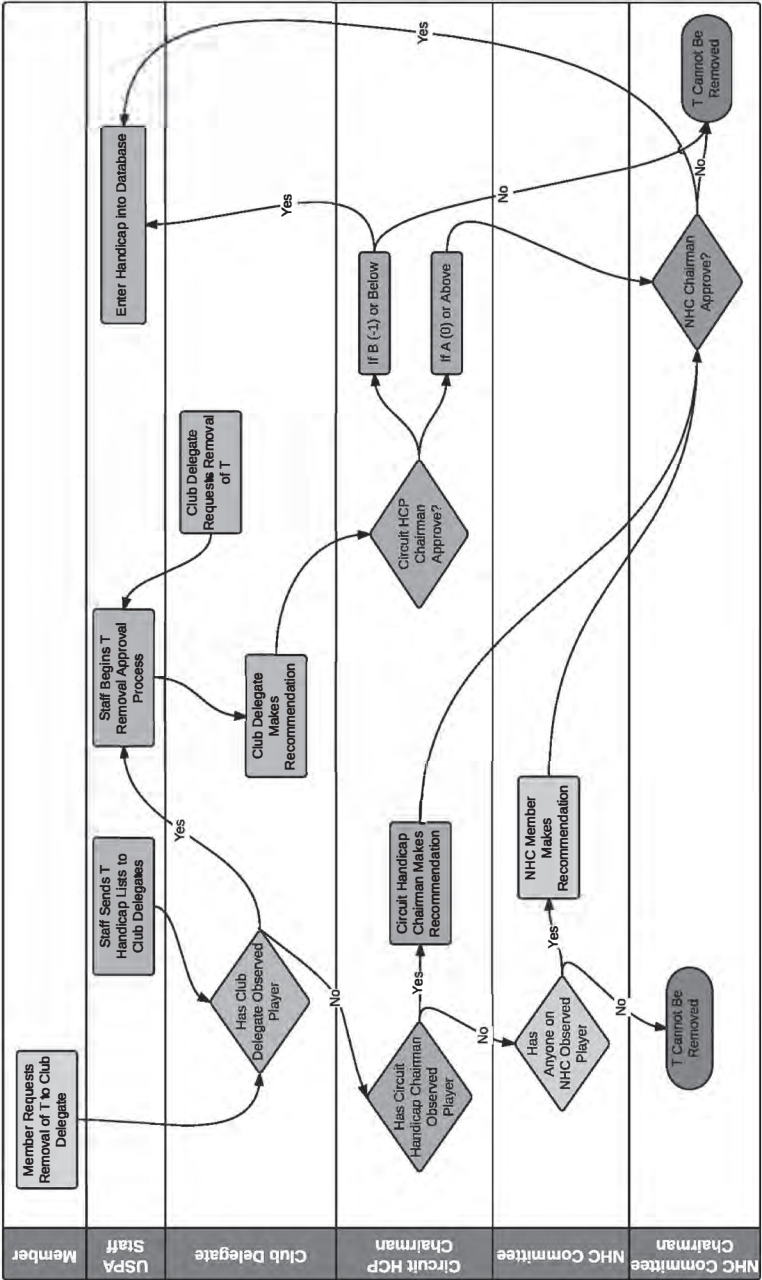 Member
USPA
Staff
Club Delegate
Circuit HCP
Chairman
NHC Committee
NHC Committee
Chairman
Member Requests
Removal of T to Club
Delegate
Staff Sends T
Handicap Lists to
Club Delegates
Staff Begins T
Removal Approval
Process
Enter Handicap into Database
Has Club
Delegate Observed
Player
Yes
No
Club Delegate
Makes
Recommendation
Club Delegate
Requests Removal
of T
Has Circuit
Handicap Chairman
Observed
Player
Yes
No
Circuit Handicap
Chairman Makes
Recommendation
Circuit HCP
Chairman
Approve?
If B (-1) or Below
If A (0) or Above
Yes
No
Yes
Has
Anyone on
NHC Observed
Player
Yes
No
NHC Member
Makes
Recommendation
T Cannot Be
Removed
NHC Chairman
Approve?
No
T Cannot Be
Removed